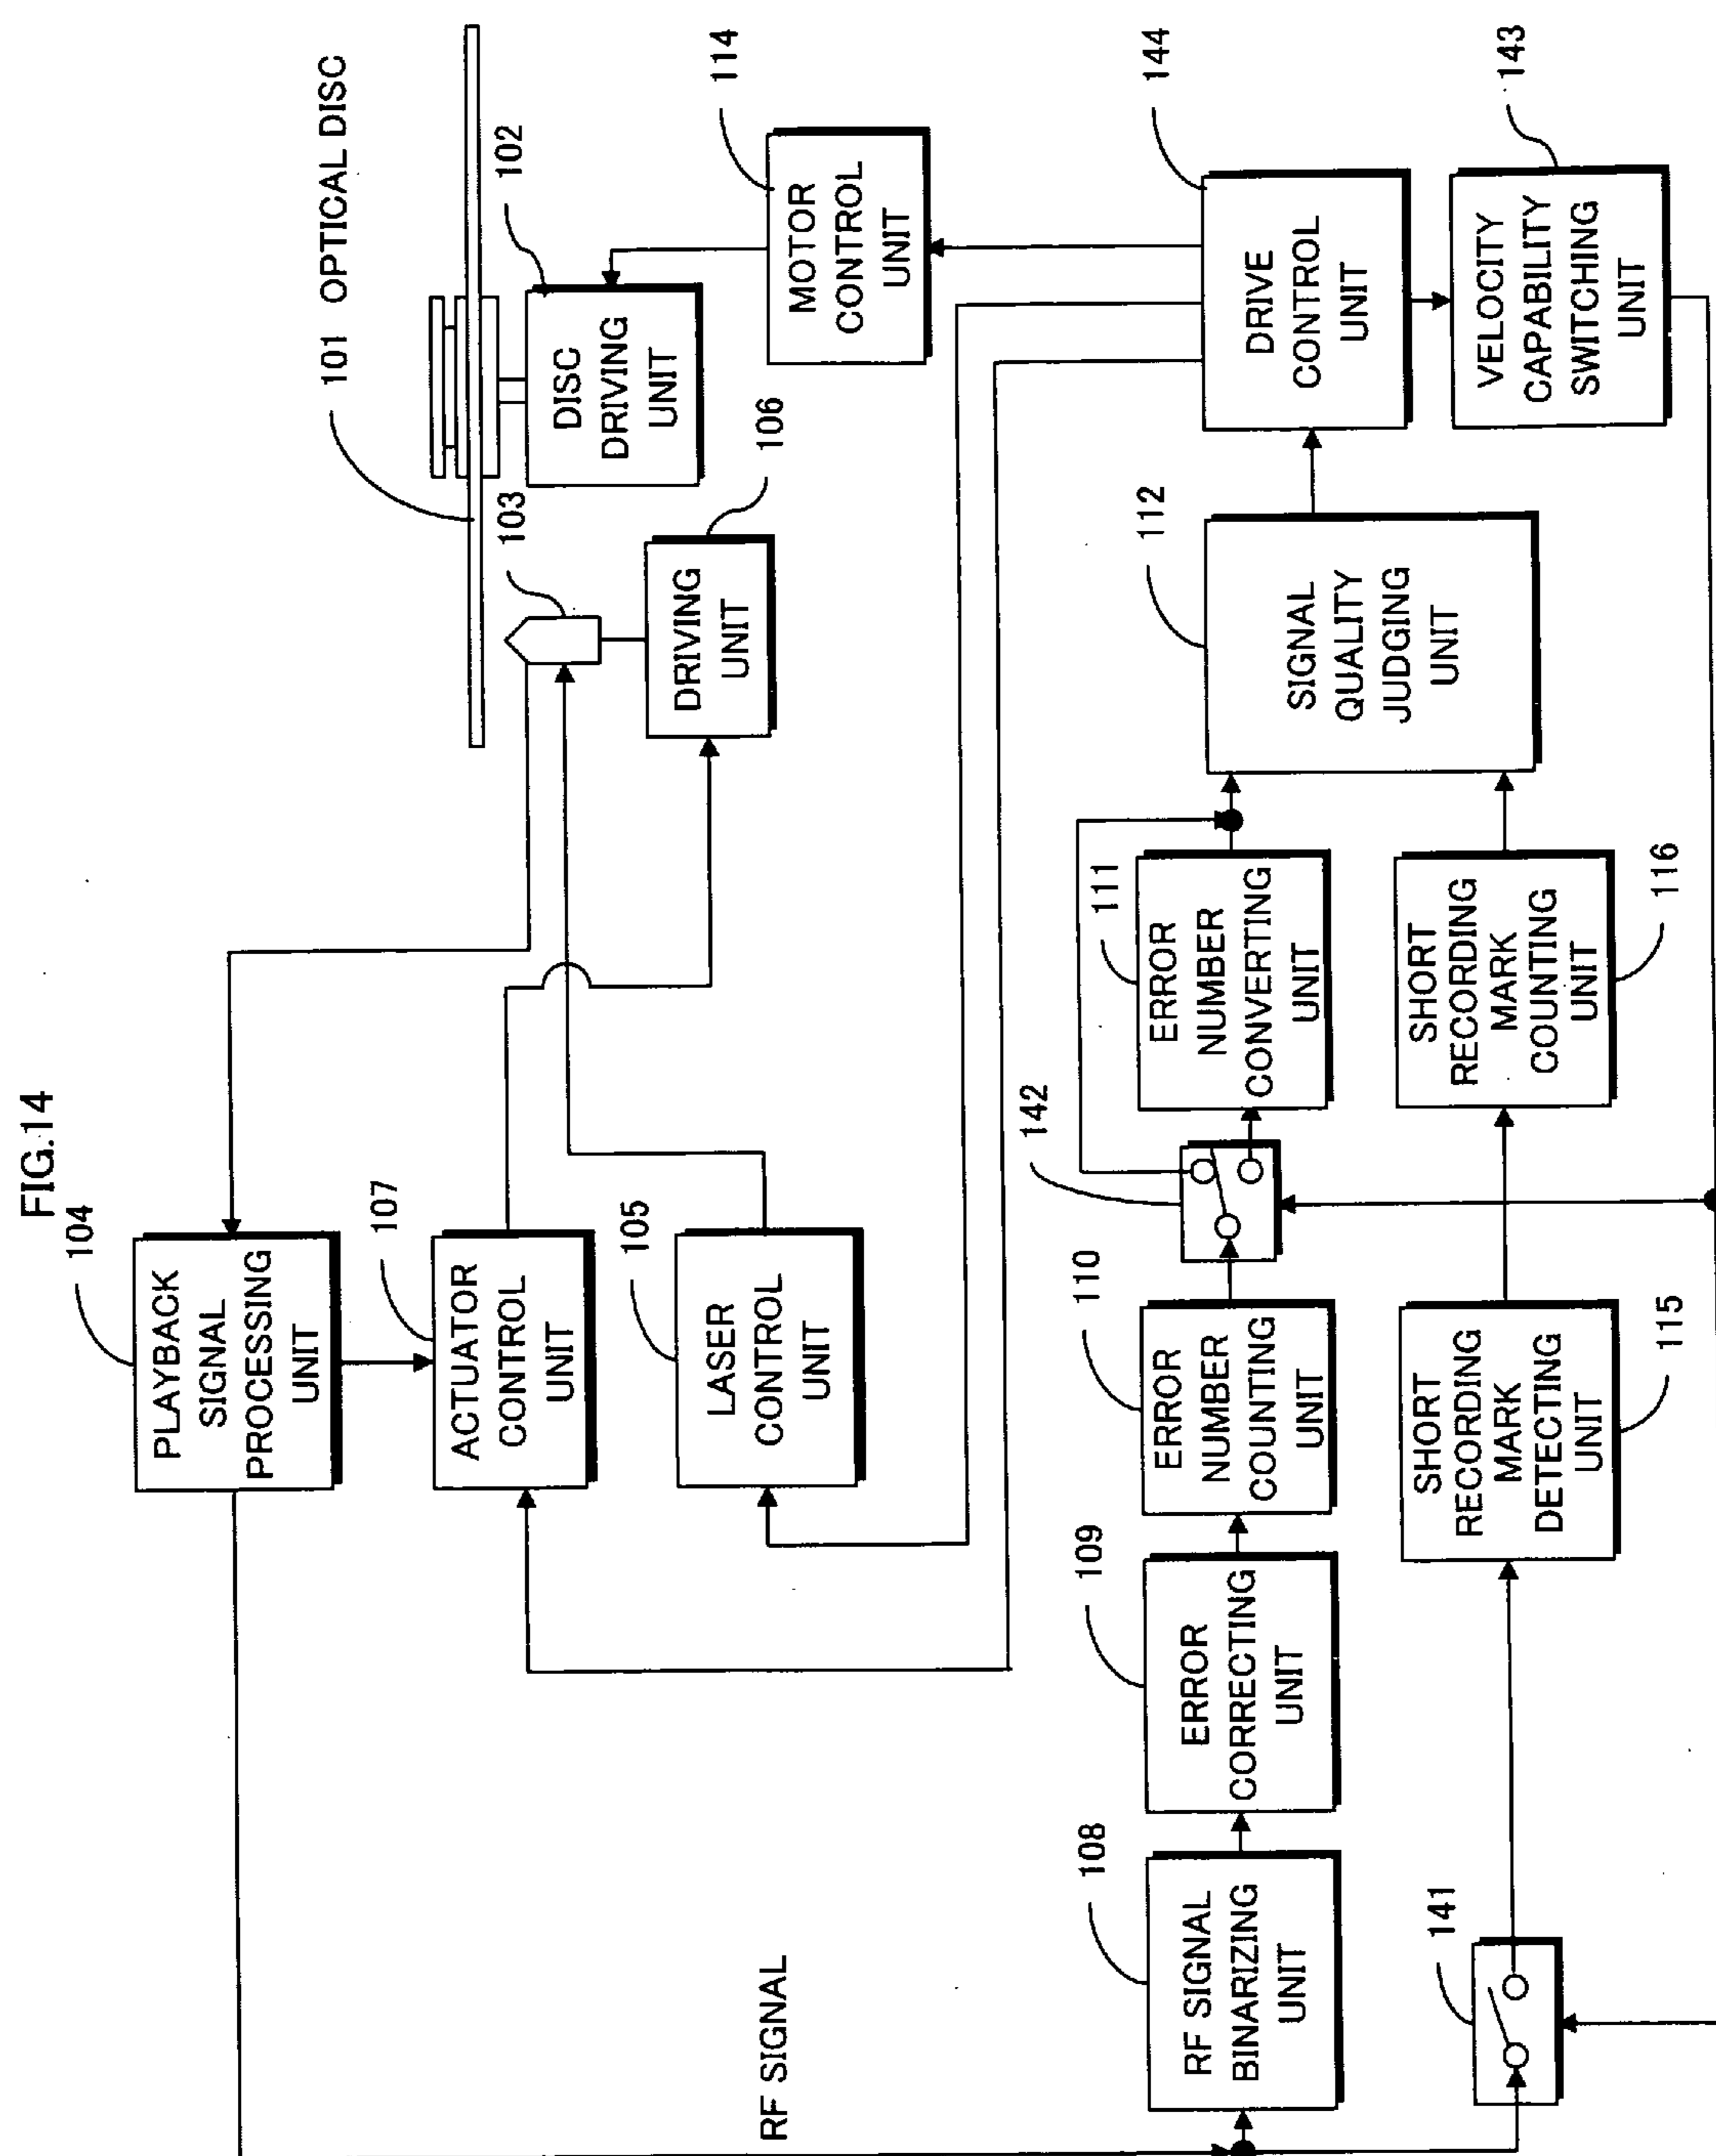 FIG.14
101 OPTICAL DISC
102
DISC
DRIVING
UNIT
103
106
DRIVING
UNIT
114
MOTOR
CONTROL
UNIT
104
PLAYBACK
SIGNAL
PROCESSING
UNIT
107
ACTUATOR
CONTROL
UNIT
105
LASER
CONTROL
UNIT
RF SIGNAL
108
RF SIGNAL
BINARIZING
UNIT
109
ERROR
CORRECTING
UNIT
110
ERROR
NUMBER
COUNTING
UNIT
142
111
ERROR
NUMBER
CONVERTING
UNIT
112
SIGNAL
QUALITY
JUDGING
UNIT
144
DRIVE
CONTROL
UNIT
143
VELOCITY
CAPABILITY
SWITCHING
UNIT
141
115
SHORT
RECORDING
MARK
DETECTING
UNIT
116
SHORT
RECORDING
MARK
COUNTING
UNIT